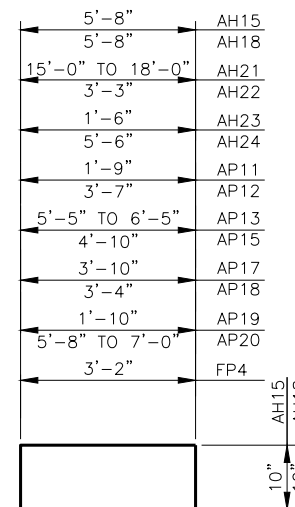 5'-8" AH15
5'-8" AH18
15'-0" TO 18'-0" AH21
3'-3" AH22
1'-6" AH23
5'-6" AH24
1'-9" AP11
3'-7" AP12
5'-5" TO 6'-5" AP13
4'-10" AP15
3'-10" AP17
3'-4" AP18
1'-10" AP19
5'-8" TO 7'-0" AP20
3'-2" FP4
AH15
10"